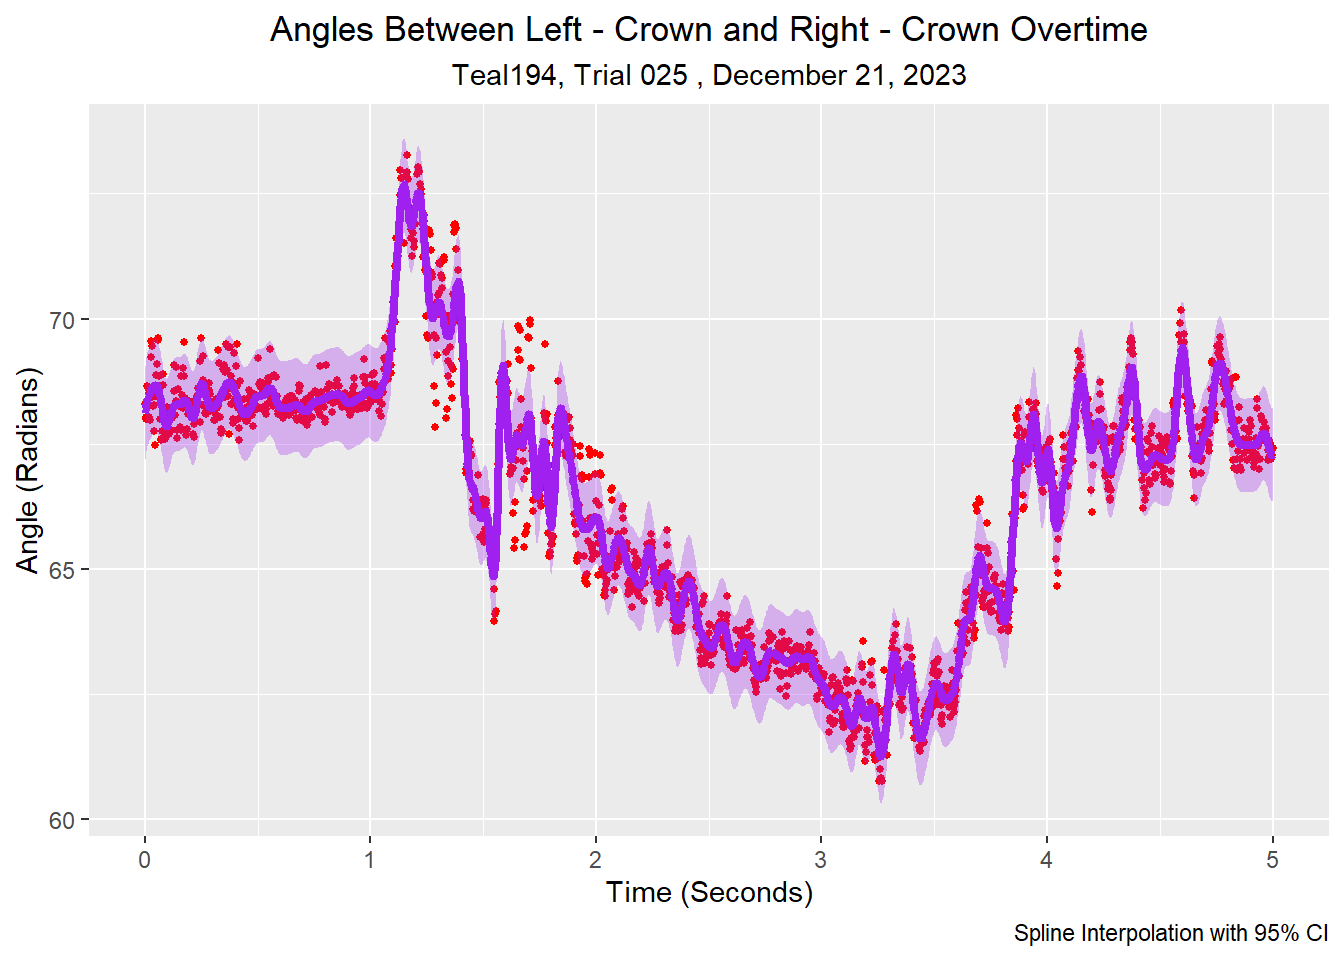 Angles Between Left - Crown and Right - Crown Overtime
Teal194, Trial 025 , December 21, 2023
Angle (Radians)
70
65
60
0 1 2 3 4 5
Time (Seconds)
Spline Interpolation with 95% CI